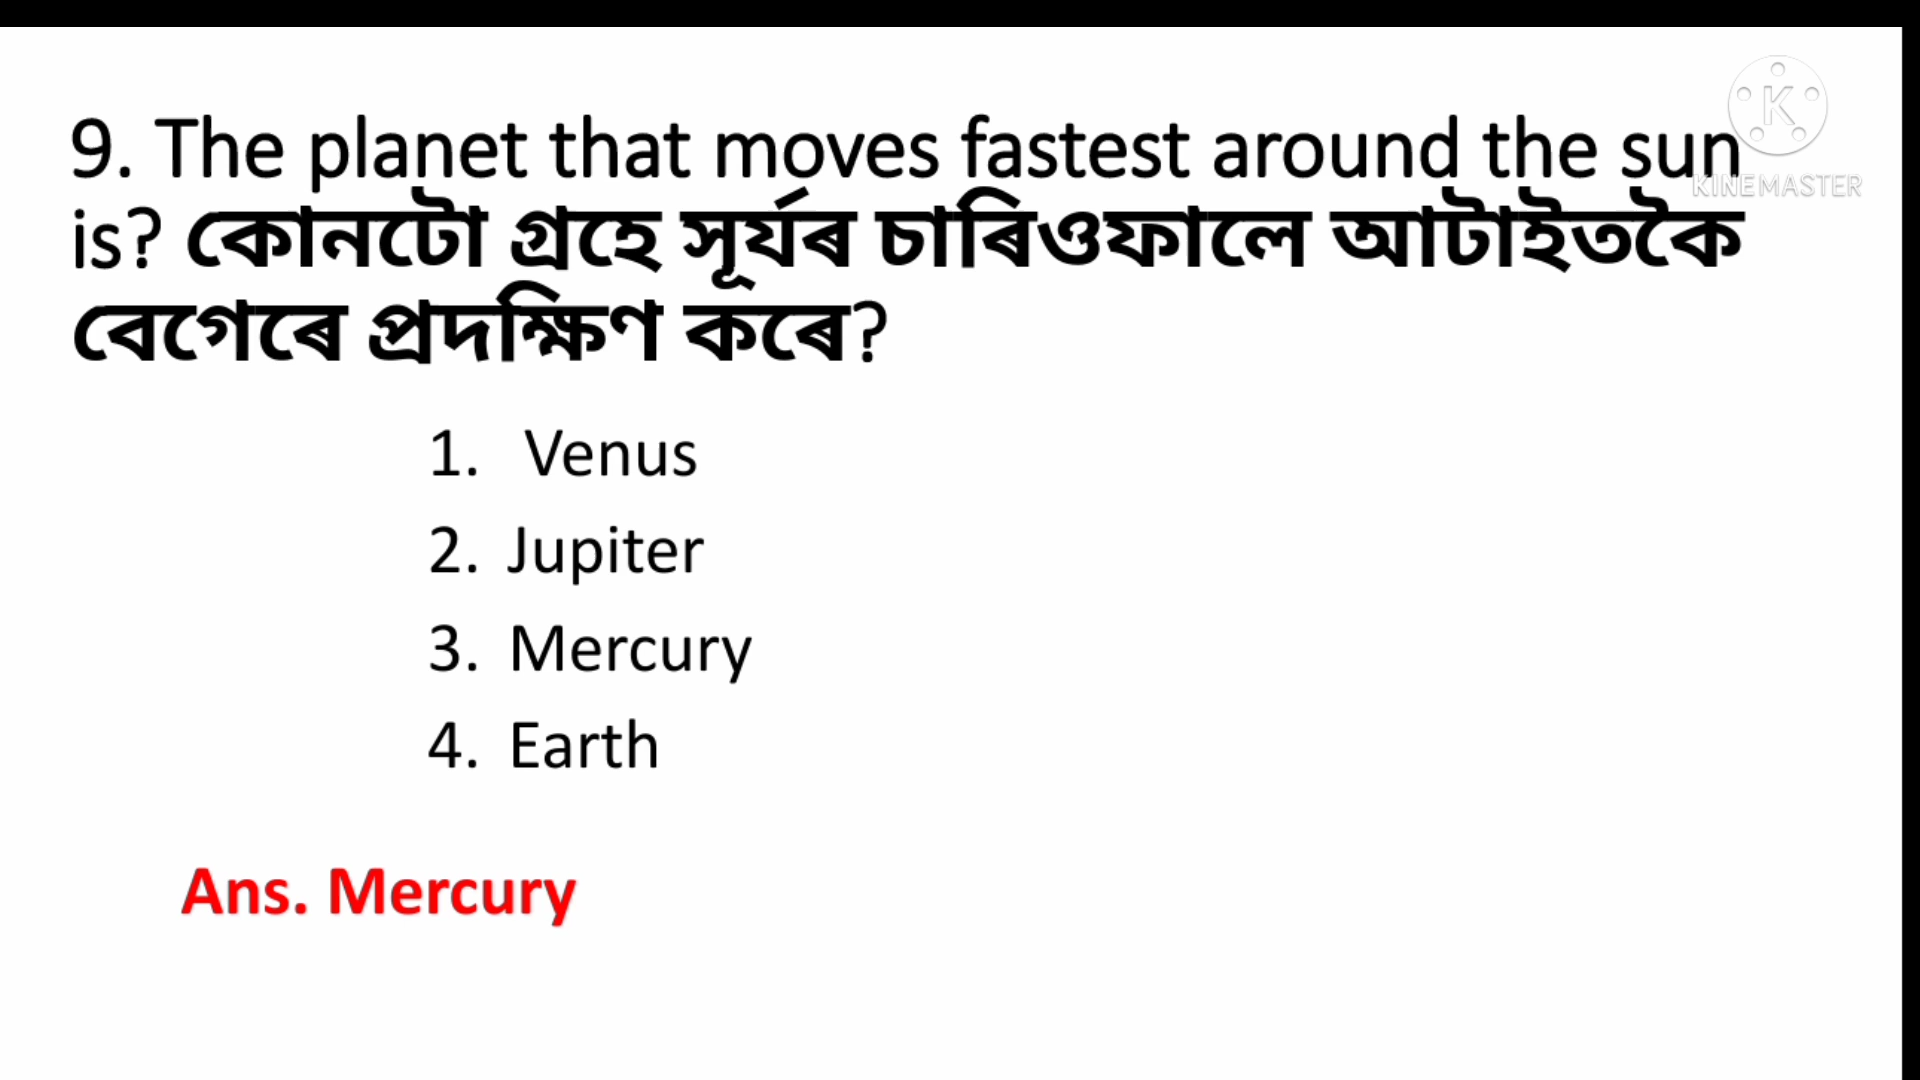 9. The planet that moves fastest around the sun
is? কোনটো গ্ৰহে সূৰ্যৰ চাৰিওফালে আটাইতকৈ
বেগেৰে প্ৰদক্ষিণ কৰে?
K
KINEMASTER
1. Venus
2. Jupiter
3. Mercury
4. Earth
Ans. Mercury